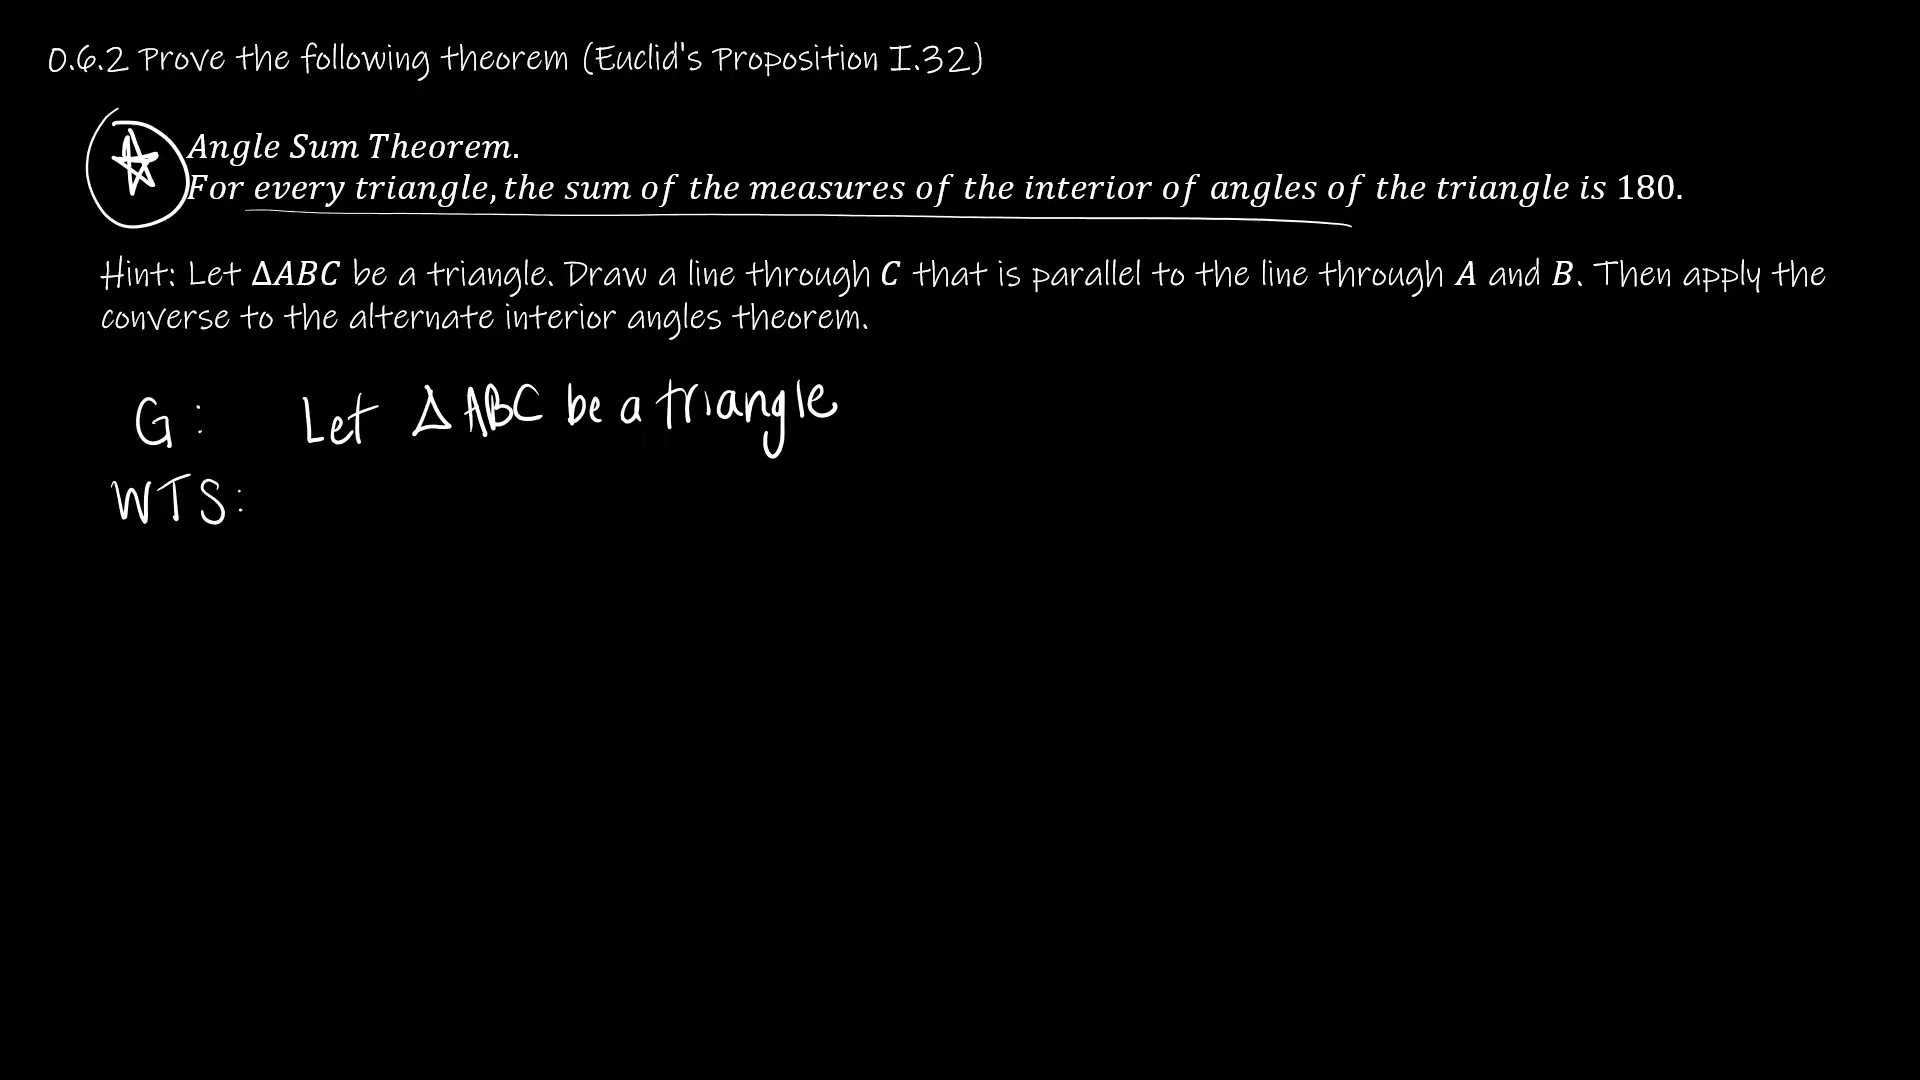 0.6.2 Prove the following theorem (Euclid's Proposition I.32)
Angle Sum Theorem.
For every triangle, the sum of the measures of the interior of angles of the triangle is 180.
Hint: Let ΔABC be a triangle. Draw a line through C that is parallel to the line through A and B. Then apply the
converse to the alternate interior angles theorem.
G: Let ΔABC be a triangle
WTS: